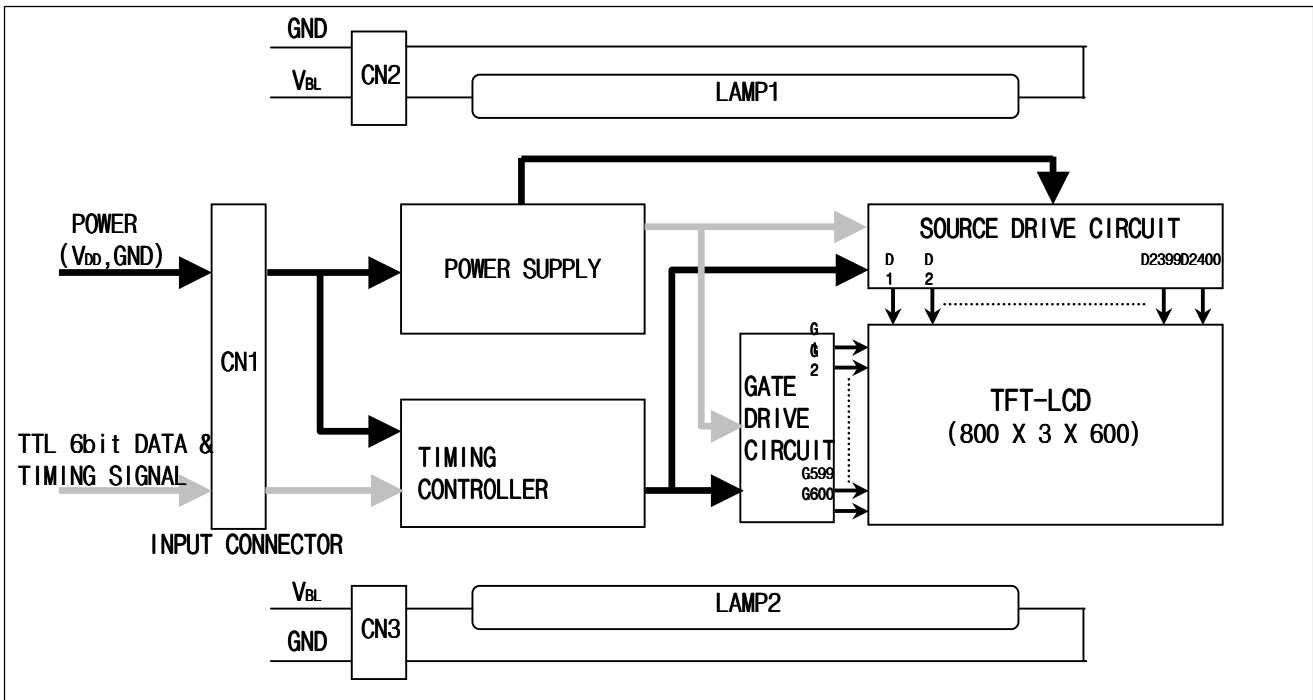 GND
VBL
CN2
LAMP1
POWER
(VDD,GND)
CN1
POWER SUPPLY
SOURCE DRIVE CIRCUIT
D
1
D
2
D2399D2400
G
1
G
2
GATE
DRIVE
CIRCUIT
G599
G600
TFT-LCD
(800 X 3 X 600)
TTL 6bit DATA &
TIMING SIGNAL
TIMING
CONTROLLER
INPUT CONNECTOR
VBL
GND
CN3
LAMP2